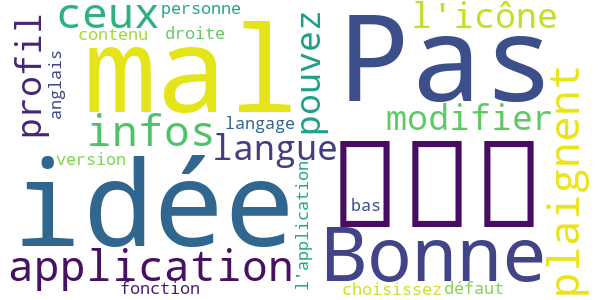 ceux personne l'icône
contenu droite
profil anglais mal pouvez Pas
infos langage modifier
version langue plaignent
idée l'application bas
application Bonne
fonction choisissez défaut